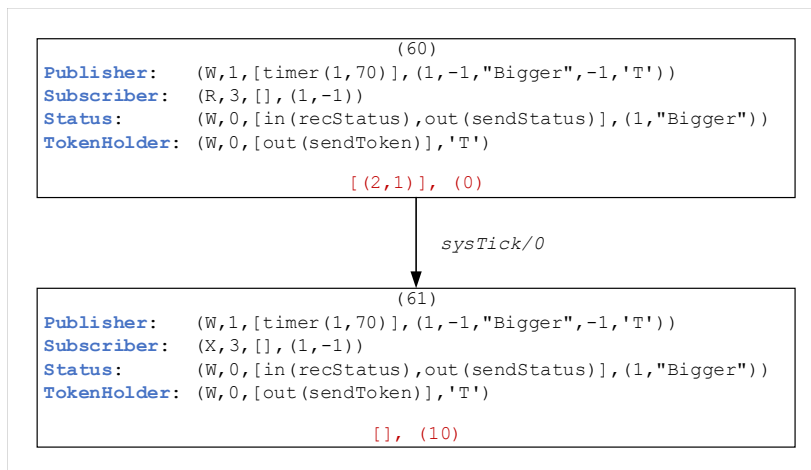 (60)
Publisher: (W,1,[timer(1,70)],(1,-1,"Bigger",-1,'T'))
Subscriber: (R,3,[],(1,-1))
Status: (W,0,[in(recStatus),out(sendStatus)],(1,"Bigger"))
TokenHolder: (W,0,[out(sendToken)],'T')
[(2,1)], (0)
sysTick/0
(61)
Publisher: (W,1,[timer(1,70)],(1,-1,"Bigger",-1,'T'))
Subscriber: (X,3,[],(1,-1))
Status: (W,0,[in(recStatus),out(sendStatus)],(1,"Bigger"))
TokenHolder: (W,0,[out(sendToken)],'T')
[], (10)